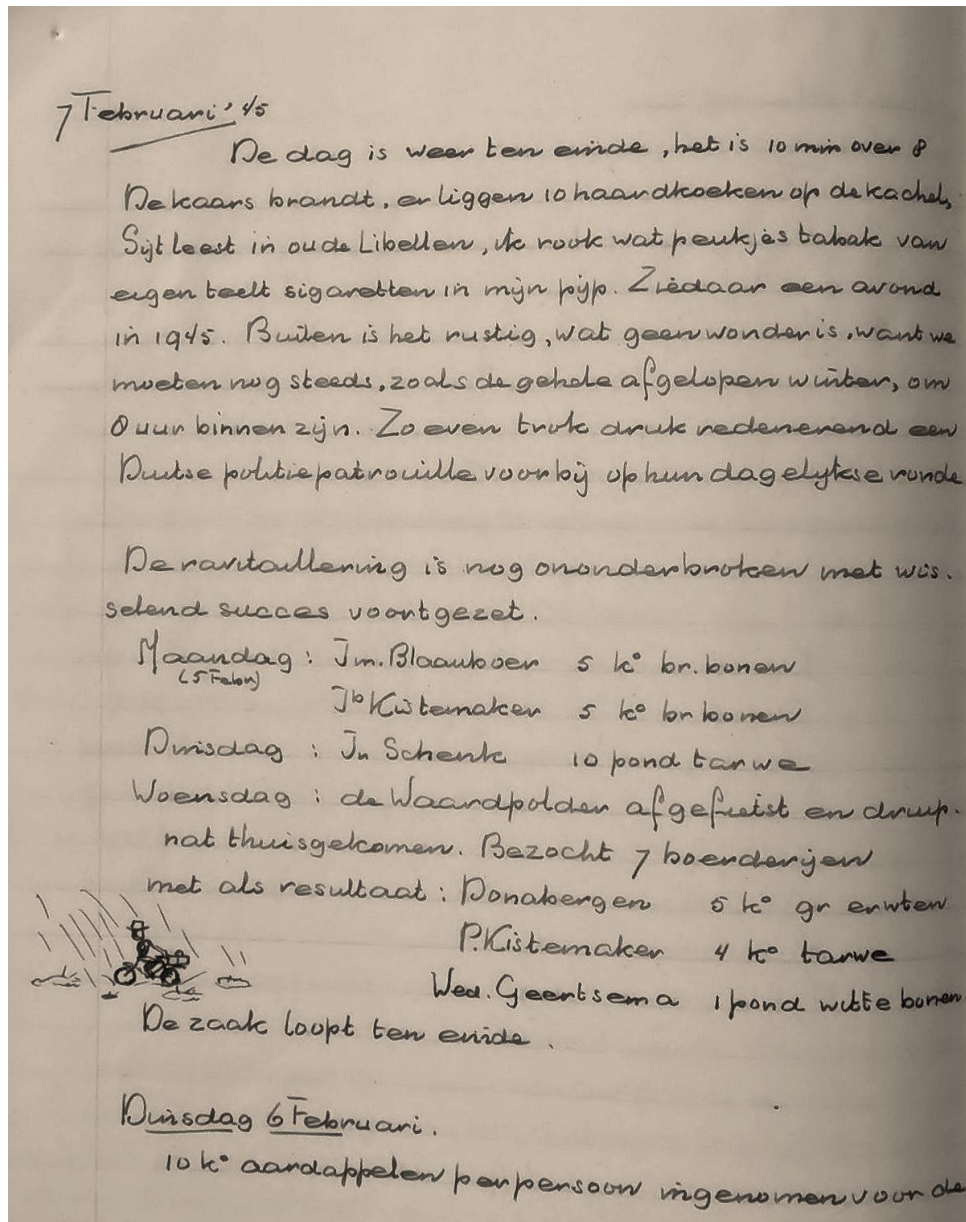 7 Februari '45
De dag is weer ten einde, het is 10 min over 8
De kaars brandt, er liggen 10 haardkoeken op de kachel,
Sijt leest in oude Libellen, ik rook wat peukjes tabak van
eigen teelt sigaretten in mijn pijp. Ziedaar een avond
in 1945. Buiten is het rustig, wat geen wonder is, want we
moeten nog steeds, zoals de gehele afgelopen winter, om
8 uur binnen zijn. Zo even trok druk redenerend een
Duitse politiepatrouille voorbij op hun dagelykse ronde
De ravitaillering is nog ononderbroken met wis-
selend succes voortgezet.
Maandag : Jm. Blaauboer 5 k° br. bonen
(5 Febr)
Jb Kistemaker 5 k° br bonen
Dinsdag : Jn Schenk 10 pond tarwe
Woensdag : de Waardpolder afgefietst en druip-
nat thuisgekomen. Bezocht 7 boerderijen
met als resultaat : Donabergen 5 k° gr erwten
P. Kistemaker 4 k° tarwe
Wed. Geertsema 1 pond witte bonen
De zaak loopt ten einde.
Dinsdag 6 Februari.
10 k° aardappelen per persoon ingenomen voor de